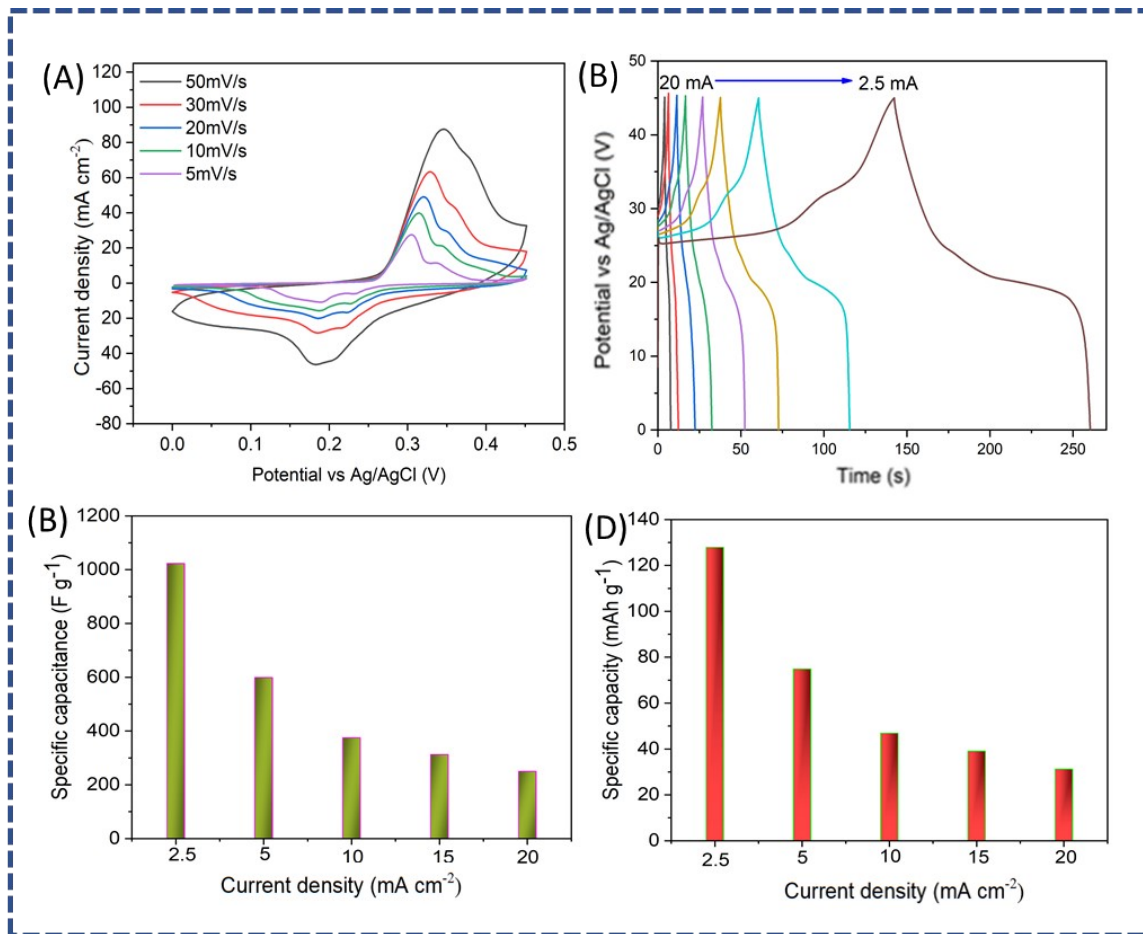 (A)
120
100
80
60
40
20
0
20
-40
-60
-80
Current density (mA cm-2)
50mV/s
30mV/s
20mV/s
10mV/s
5mV/s
0.0 0.1 0.2 0.3 0.4 0.5
Potential vs Ag/AgCl (V)
(B)
50
40
30
20
10
0
Potential vs Ag/AgCl (V)
20 mA 2.5 mA
0 50 100 150 200 250
Time (s)
(B)
1200
1000
800
600
400
200
0
Specific capacitance (F g-1)
2.5 5 10 15 20
Current density (mA cm-2)
(D)
140
120
100
80
60
40
20
0
Specific capacity (mAh g-1)
2.5 5 10 15 20
Current density (mA cm-2)